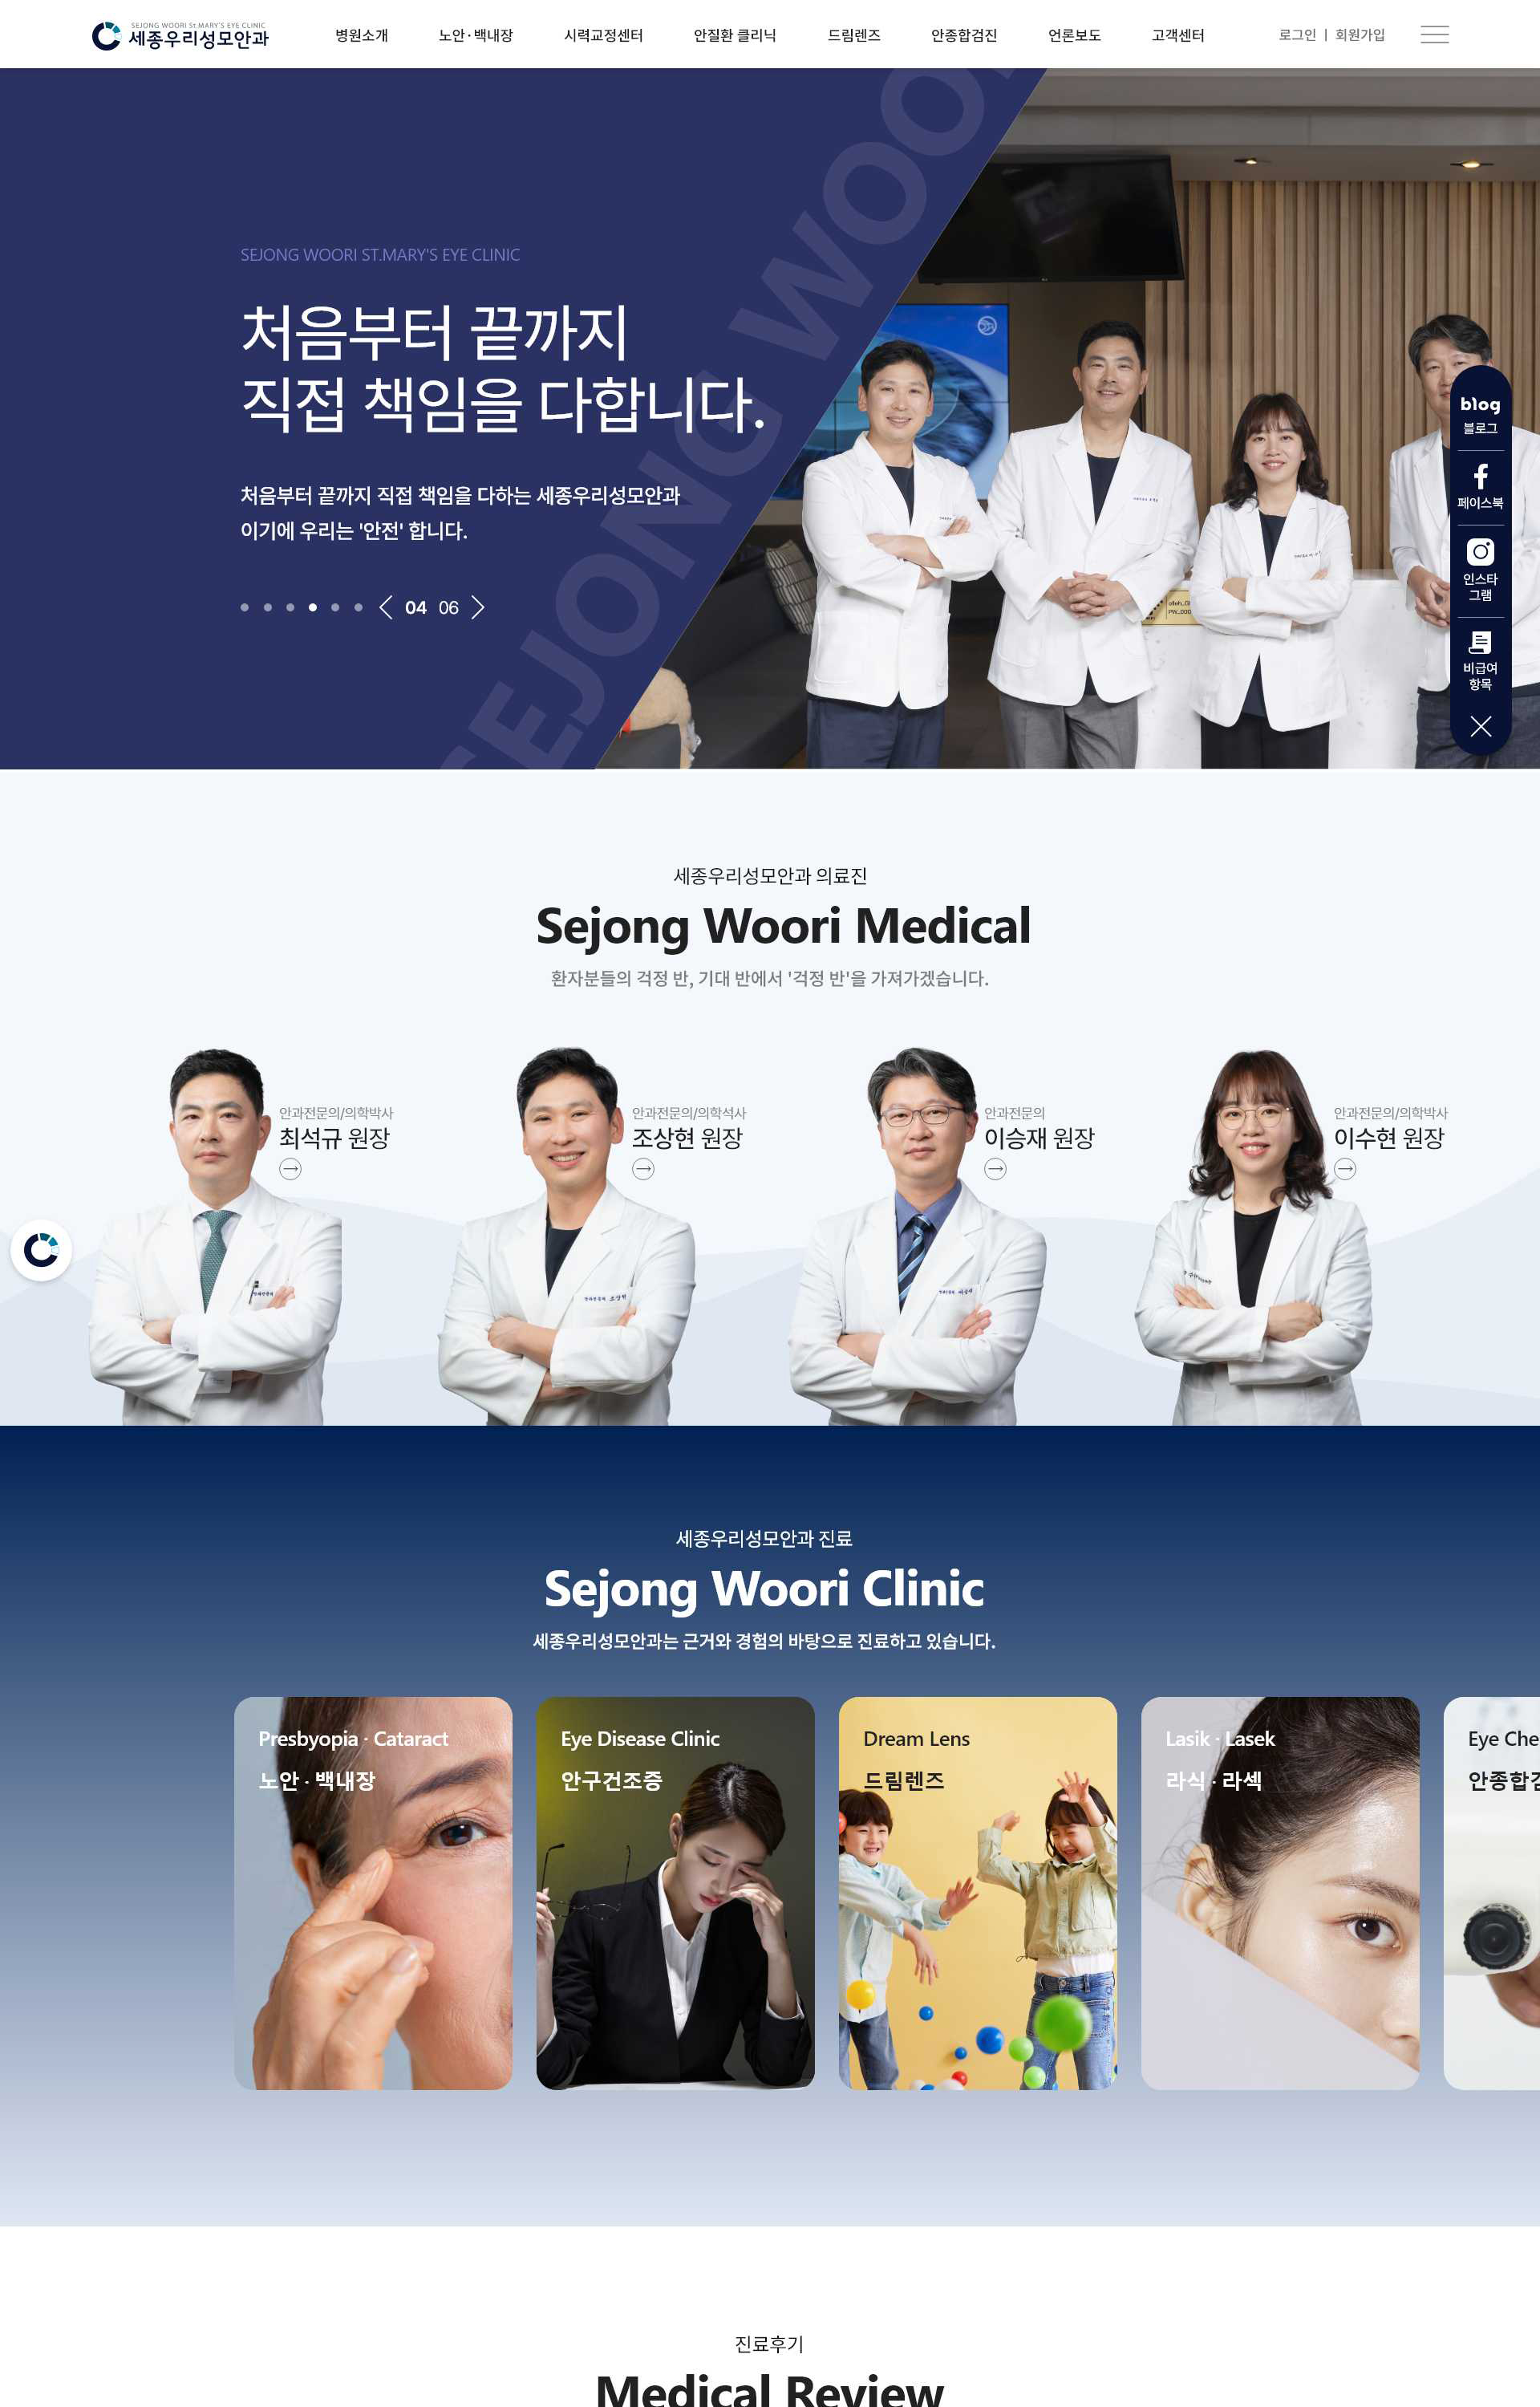 SEJONG WOORI St.MARY'S EYE CLINIC
세종우리성모안과
병원소개
노안·백내장
시력교정센터
안질환 클리닉
드림렌즈
안종합검진
언론보도
고객센터
로그인 | 회원가입
SEJONG WOORI ST.MARY'S EYE CLINIC
처음부터 끝까지
직접 책임을 다합니다.
처음부터 끝까지 직접 책임을 다하는 세종우리성모안과
이기에 우리는 '안전' 합니다.
04 06
SEJONG WOO
blog
블로그
페이스북
인스타
그램
비급여
항목
세종우리성모안과 의료진
Sejong Woori Medical
환자분들의 걱정 반, 기대 반에서 '걱정 반'을 가져가겠습니다.
안과전문의/의학박사
최석규 원장
안과전문의/의학석사
조상현 원장
안과전문의
이승재 원장
안과전문의/의학박사
이수현 원장
세종우리성모안과 진료
Sejong Woori Clinic
세종우리성모안과는 근거와 경험의 바탕으로 진료하고 있습니다.
Presbyopia · Cataract
노안 · 백내장
Eye Disease Clinic
안구건조증
Dream Lens
드림렌즈
Lasik · Lasek
라식 · 라섹
Eye Che
안종합검
진료후기
Medical Review